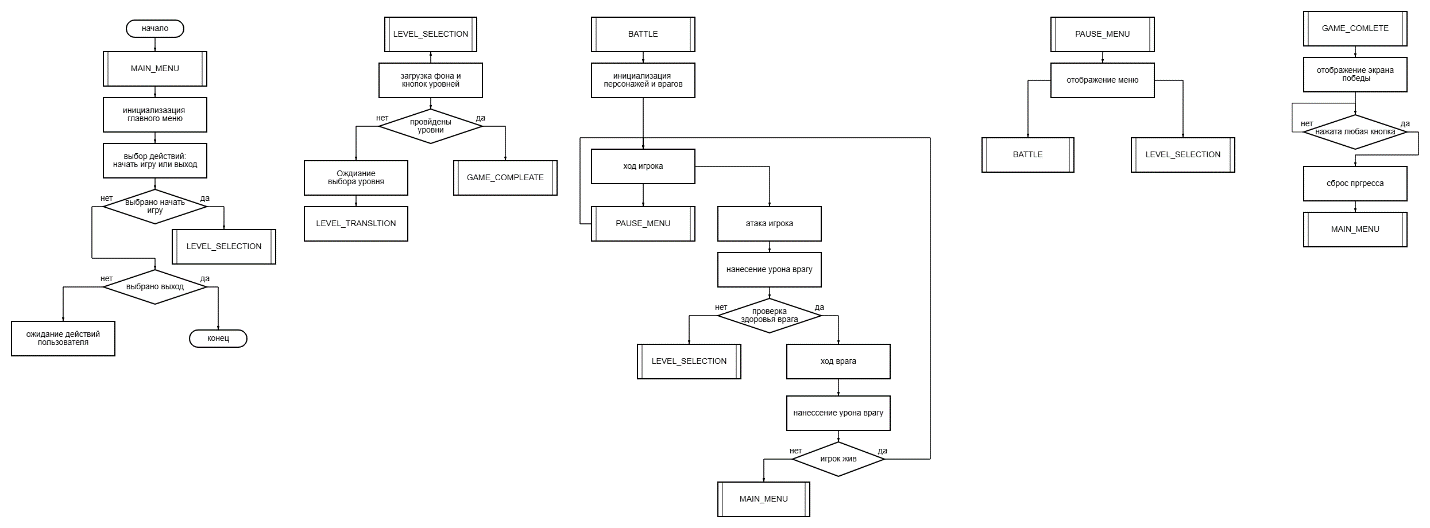 начало
MAIN_MENU
инициализаация
главного меню
выбор действий:
начать игру или выход
нет
да
выбрано начать
игру
LEVEL_SELECTION
нет
да
выбрано выход
ожидание действий
пользователя
конец
LEVEL_SELECTION
загрузка фона и
кнопок уровней
нет
да
провйдены
уровни
Ождиание
выбора уровня
GAME_COMPLEATE
LEVEL_TRANSLTION
BATTLE
инициализация
персонажей и врагов
ход игрока
PAUSE_MENU
атака игрока
нанесение урона врагу
нет
да
проверка
здоровья врага
LEVEL_SELECTION
ход врага
нанессение урона врагу
нет
да
игрок жив
MAIN_MENU
PAUSE_MENU
отображение меню
BATTLE
LEVEL_SELECTION
GAME_COMLETE
отображение экрана
победы
нет
да
нажата любая кнопка
сброс пргресса
MAIN_MENU